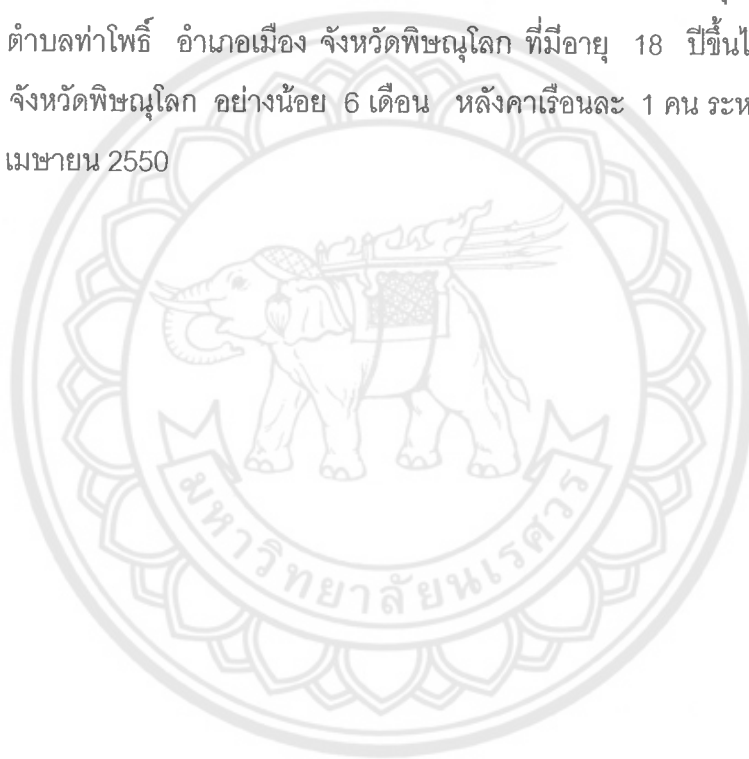 ตำบลท่าโพธิ์ อำเภอเมือง จังหวัดพิษณุโลก ที่มีอายุ 18 ปีขึ้นไ
จังหวัดพิษณุโลก อย่างน้อย 6 เดือน หลังคาเรือนละ 1 คน ระห
เมษายน 2550
มหาวิทยาลัยนเรศวร